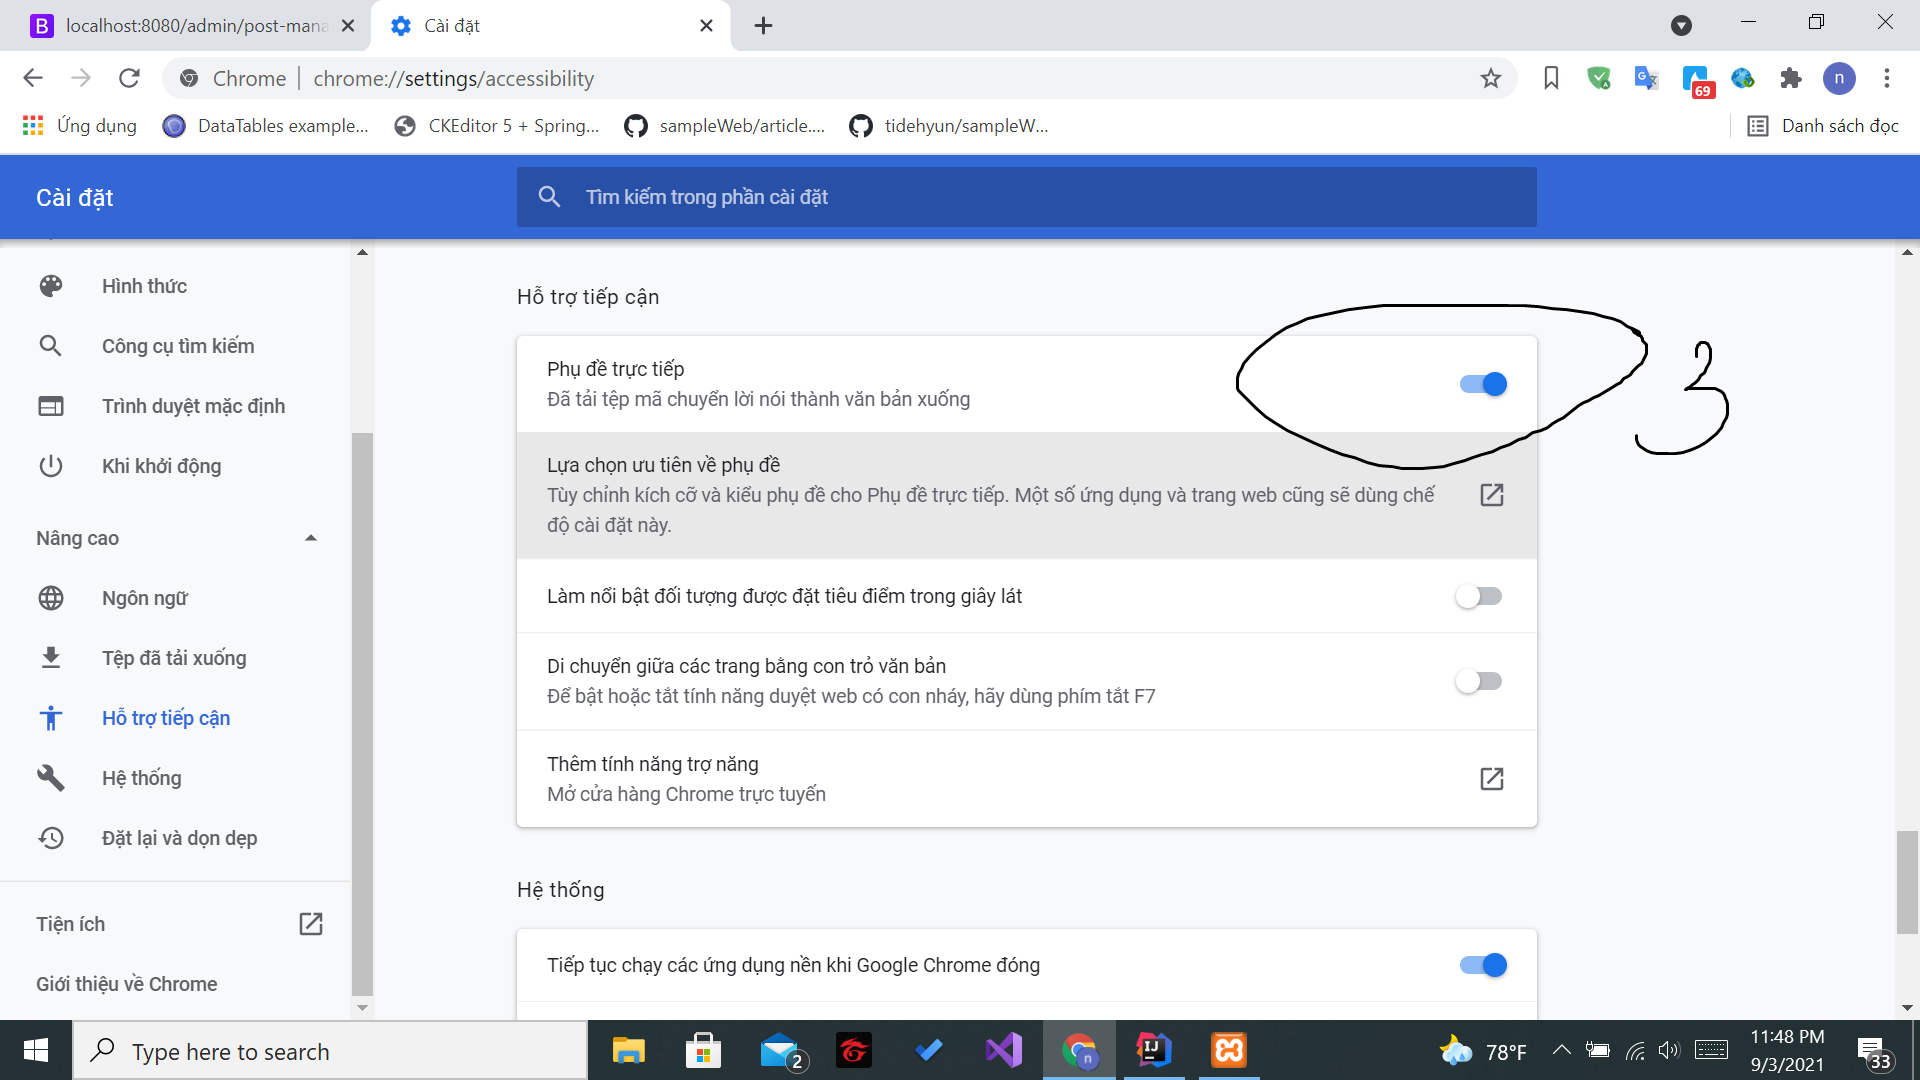 localhost:8080/admin/post-mana
Cài đặt
Chrome
chrome://settings/accessibility
69
n
Ứng dụng
DataTables example...
CKEditor 5 + Spring...
sampleWeb/article....
tidehyun/sampleW...
Danh sách đọc
Cài đặt
Tìm kiếm trong phần cài đặt
Hình thức
Công cụ tìm kiếm
Trình duyệt mặc định
Khi khởi động
Nâng cao
Ngôn ngữ
Tệp đã tải xuống
Hỗ trợ tiếp cận
Hệ thống
Đặt lại và dọn dẹp
Tiện ích
Giới thiệu về Chrome
Hỗ trợ tiếp cận
Phụ đề trực tiếp
Đã tải tệp mã chuyển lời nói thành văn bản xuống
3
Lựa chọn ưu tiên về phụ đề
Tùy chỉnh kích cỡ và kiểu phụ đề cho Phụ đề trực tiếp. Một số ứng dụng và trang web cũng sẽ dùng chế
độ cài đặt này.
Làm nổi bật đối tượng được đặt tiêu điểm trong giây lát
Di chuyển giữa các trang bằng con trỏ văn bản
Để bật hoặc tắt tính năng duyệt web có con nháy, hãy dùng phím tắt F7
Thêm tính năng trợ năng
Mở cửa hàng Chrome trực tuyến
Hệ thống
Tiếp tục chạy các ứng dụng nền khi Google Chrome đóng
Type here to search
2
n
IJ
78°F
11:48 PM
9/3/2021
33